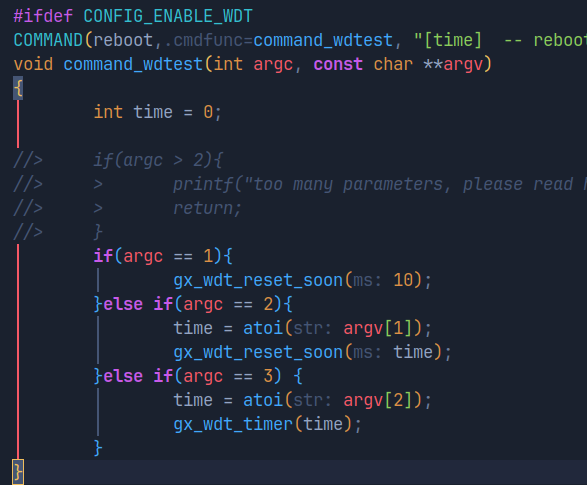 #ifdef CONFIG_ENABLE_WDT
COMMAND(reboot,.cmdfunc=command_wdtest, "[time]  -- reboot
void command_wdtest(int argc, const char **argv)
{
        int time = 0;
//>     if(argc > 2){
//>     >       printf("too many parameters, please read
//>     >       return;
//>     >       }
        if(argc == 1){
                gx_wdt_reset_soon(ms: 10);
        }else if(argc == 2){
                time = atoi(str: argv[1]);
                gx_wdt_reset_soon(ms: time);
        }else if(argc == 3) {
                time = atoi(str: argv[2]);
                gx_wdt_timer(time);
        }
}